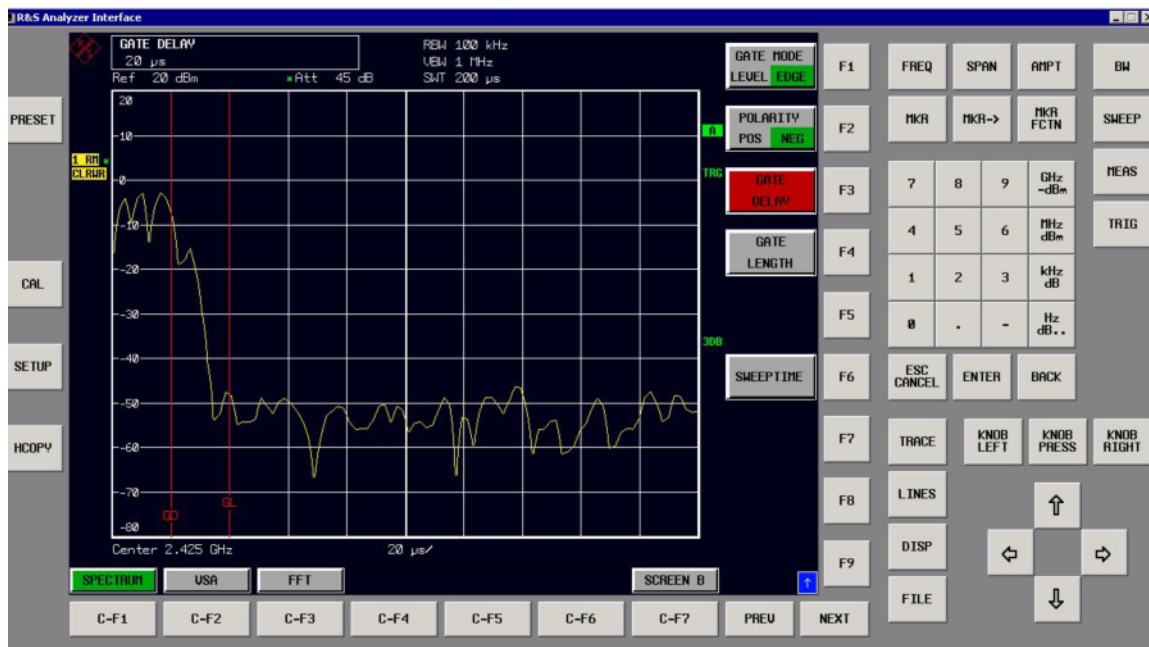 R&S Analyzer Interface
GATE DELAY
20 µs
RBW 100 kHz
VBW 1 MHz
Ref 20 dBm
*Att 45 dB
SWT 200 µs
20
-10
-0
-10
-20
-30
-40
-50
-60
-70
-80
1 RM *
CLRWR
A
TRG
3DB
GD
GL
Center 2.425 GHz
20 µs/
GATE MODE
LEVEL EDGE
POLARITY
POS NEG
GATE
DELAY
GATE
LENGTH
SWEEPTIME
SPECTRUM
VSA
FFT
SCREEN B
PRESET
CAL
SETUP
HCOPY
F1
F2
F3
F4
F5
F6
F7
F8
F9
FREQ
SPAN
AMPT
BW
MKR
MKR->
MKR
FCTN
SWEEP
7
8
9
GHz
-dBm
MEAS
4
5
6
MHz
dBm
TRIG
1
2
3
kHz
dB
0
.
-
Hz
dB..
ESC
CANCEL
ENTER
BACK
TRACE
KNOB
LEFT
KNOB
PRESS
KNOB
RIGHT
LINES
DISP
FILE
C-F1
C-F2
C-F3
C-F4
C-F5
C-F6
C-F7
PREV
NEXT